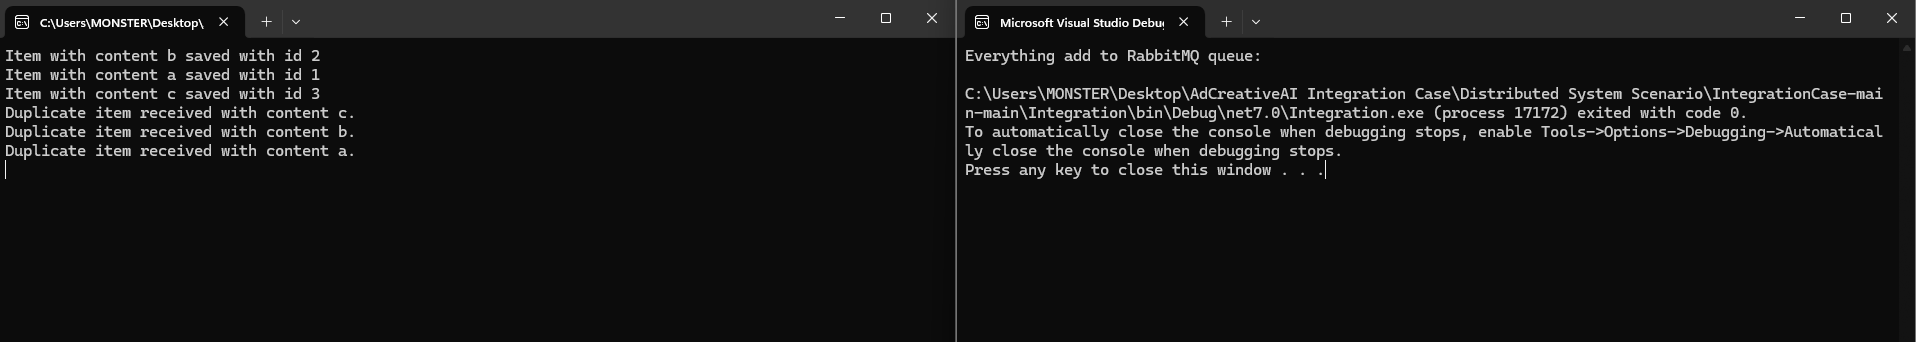 C:\Users\MONSTER\Desktop\
Item with content b saved with id 2
Item with content a saved with id 1
Item with content c saved with id 3
Duplicate item received with content c.
Duplicate item received with content b.
Duplicate item received with content a.
Microsoft Visual Studio Debug
Everything add to RabbitMQ queue:
C:\Users\MONSTER\Desktop\AdCreativeAI Integration Case\Distributed System Scenario\IntegrationCase-mai
n-main\Integration\bin\Debug\net7.0\Integration.exe (process 17172) exited with code 0.
To automatically close the console when debugging stops, enable Tools->Options->Debugging->Automatical
ly close the console when debugging stops.
Press any key to close this window . . .